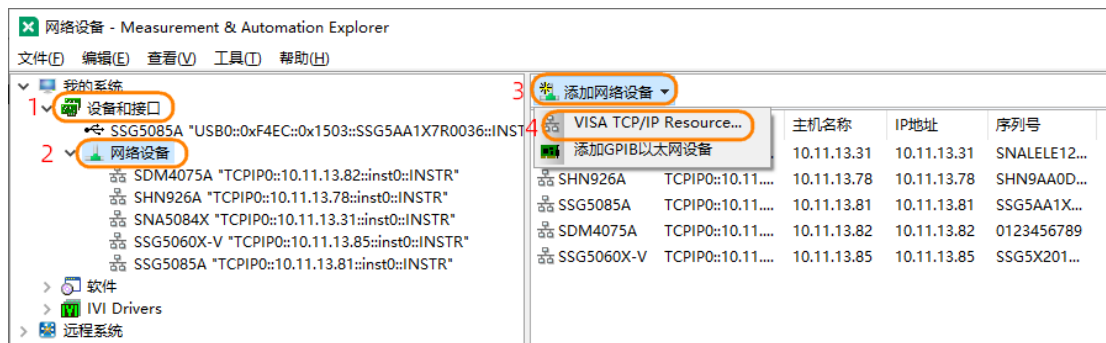 网络设备 - Measurement & Automation Explorer
文件(F) 编辑(E) 查看(V) 工具(T) 帮助(H)
我的系统
1 设备和接口
SSG5085A "USB0::0xF4EC::0x1503::SSG5AA1X7R0036::INST
2 网络设备
SDM4075A "TCPIP0::10.11.13.82::inst0::INSTR"
SHN926A "TCPIP0::10.11.13.78::inst0::INSTR"
SNA5084X "TCPIP0::10.11.13.31::inst0::INSTR"
SSG5060X-V "TCPIP0::10.11.13.85::inst0::INSTR"
SSG5085A "TCPIP0::10.11.13.81::inst0::INSTR"
软件
IVI Drivers
远程系统
3 添加网络设备
4 VISA TCP/IP Resource...
添加GPIB以太网设备
主机名称 IP地址 序列号
10.11.13.31 10.11.13.31 SNALELE12...
SHN926A TCPIP0::10.11.... 10.11.13.78 10.11.13.78 SHN9AA0D...
SSG5085A TCPIP0::10.11.... 10.11.13.81 10.11.13.81 SSG5AA1X...
SDM4075A TCPIP0::10.11.... 10.11.13.82 10.11.13.82 0123456789
SSG5060X-V TCPIP0::10.11.... 10.11.13.85 10.11.13.85 SSG5X201...